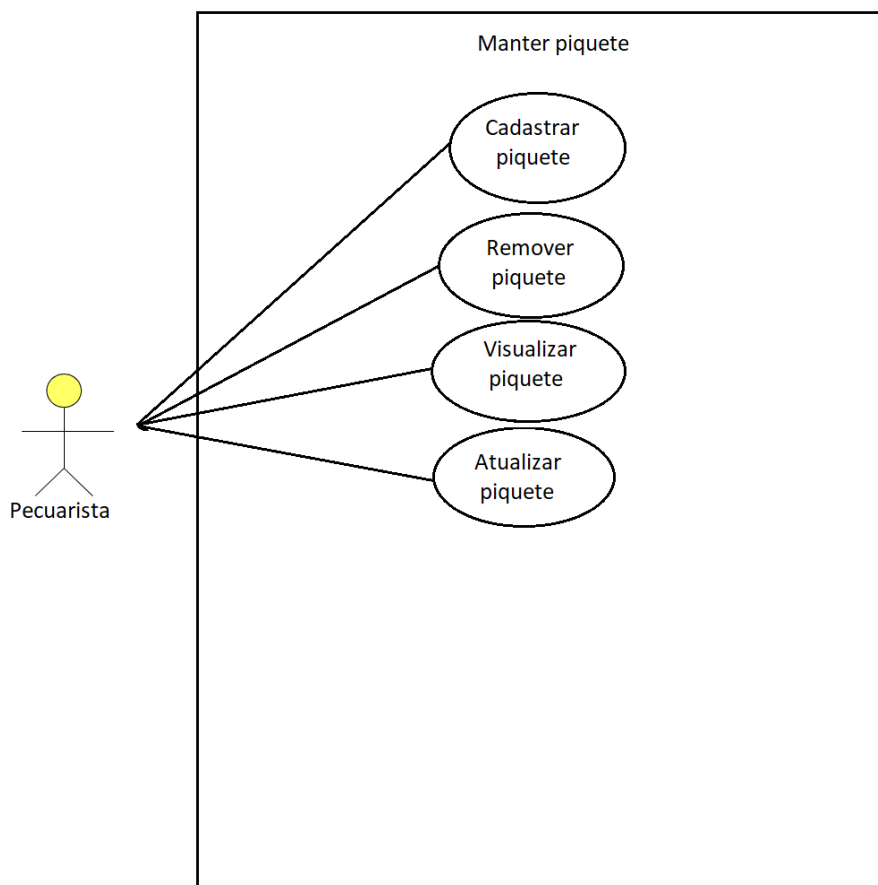 Manter piquete
Cadastrar
piquete
Remover
piquete
Visualizar
piquete
Atualizar
piquete
Pecuarista